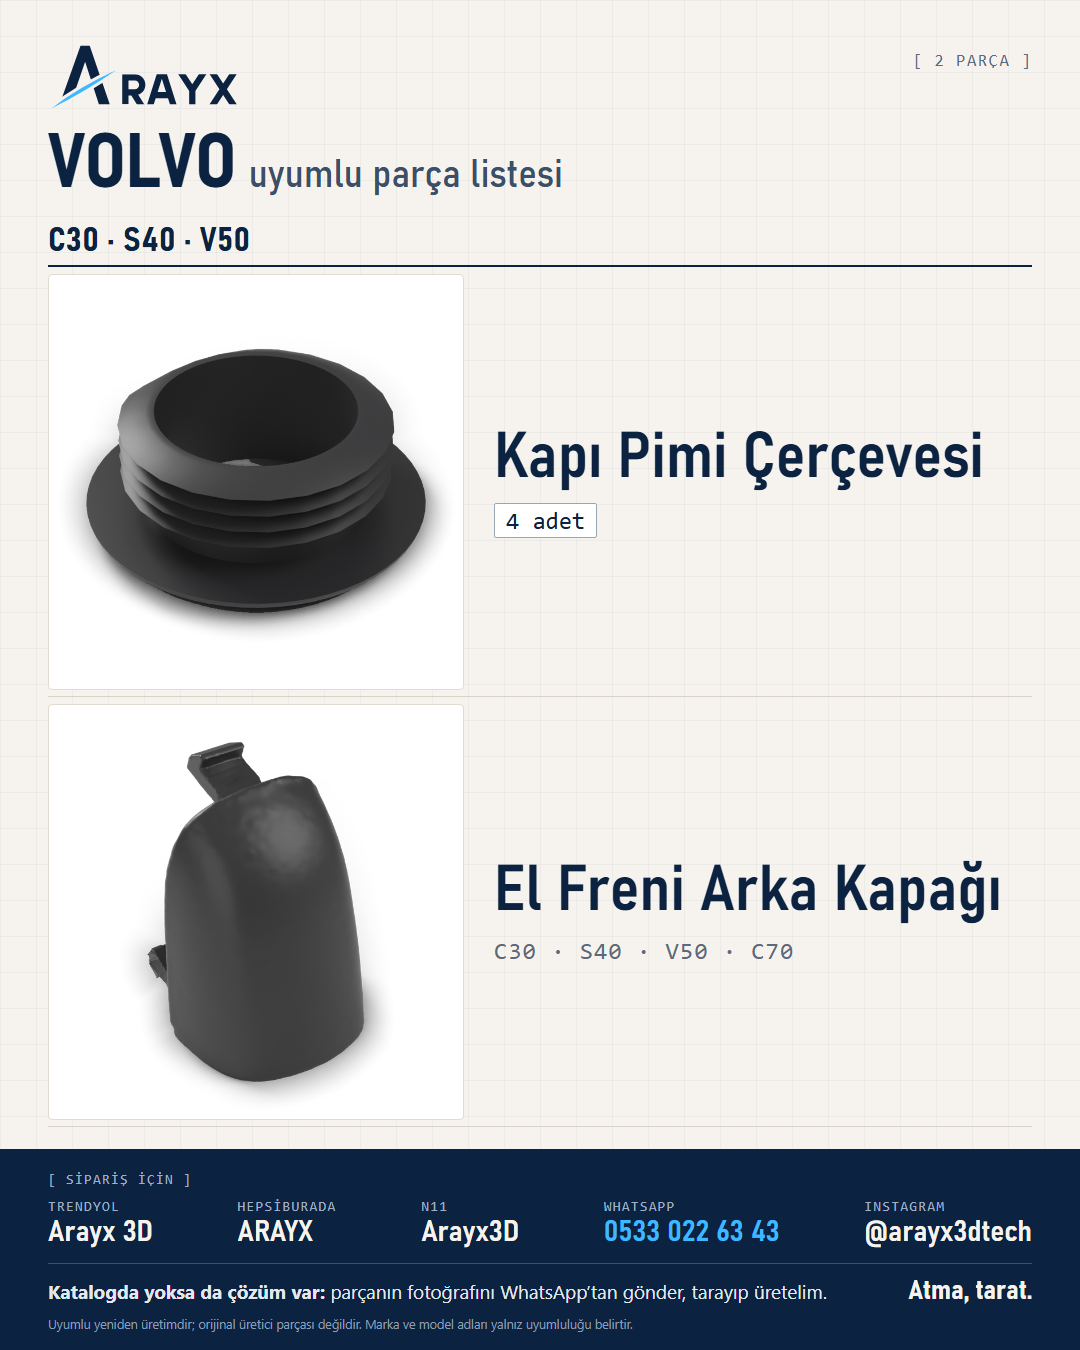 ARAYX
[ 2 PARÇA ]
VOLVO uyumlu parça listesi
C30 · S40 · V50
Kapı Pimi Çerçevesi
4 adet
El Freni Arka Kapağı
C30 · S40 · V50 · C70
[ SİPARİŞ İÇİN ]
TRENDYOL
Arayx 3D
HEPSİBURADA
ARAYX
N11
Arayx3D
WHATSAPP
0533 022 63 43
INSTAGRAM
@arayx3dtech
Katalogda yoksa da çözüm var: parçanın fotoğrafını WhatsApp'tan gönder, tarayıp üretelim.
Atma, tarat.
Uyumlu yeniden üretimdir; orijinal üretici parçası değildir. Marka ve model adları yalnız uyumluluğu belirtir.